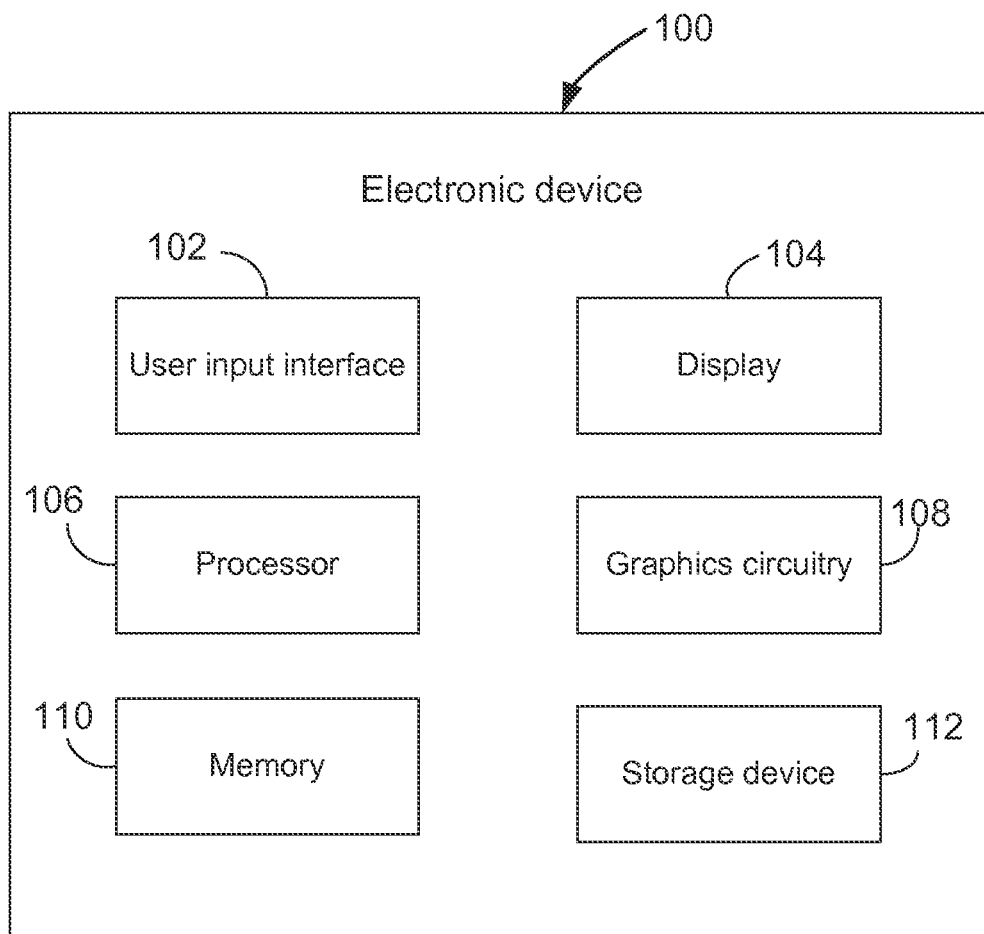 100
Electronic device
102
104
User input interface
Display
106
108
Processor
Graphics circuitry
110
112
Memory
Storage device